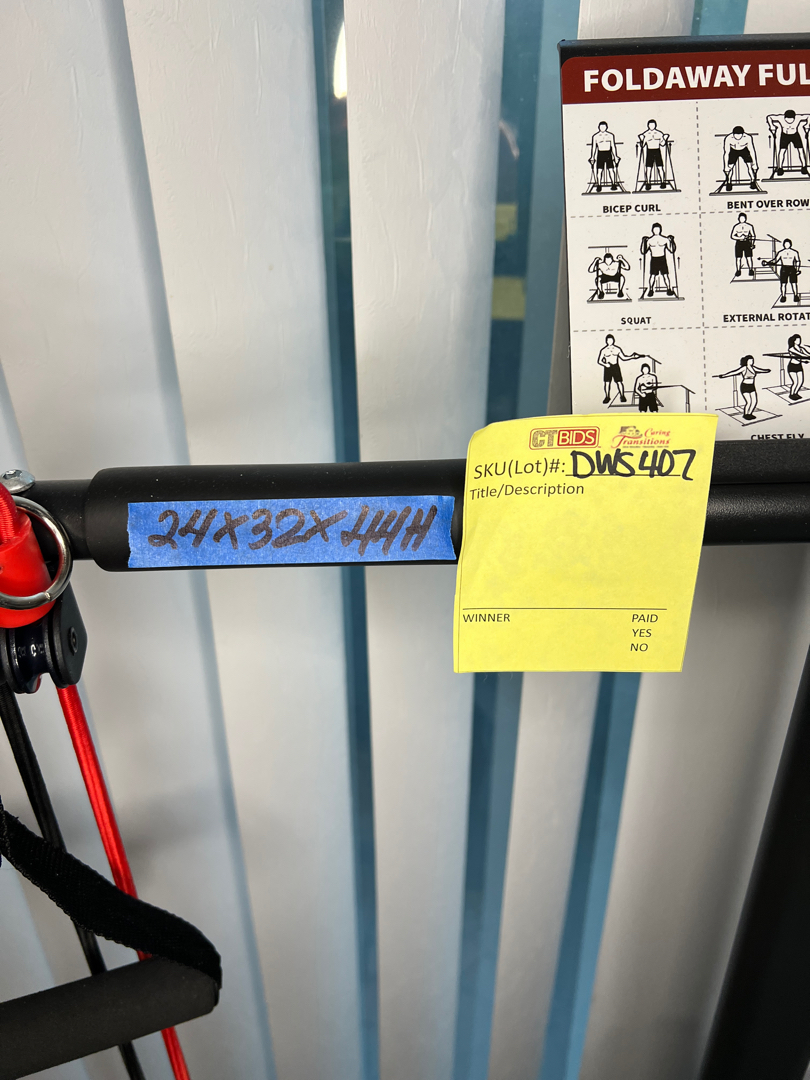 FOLDAWAY FUL
BICEP CURL
BENT OVER ROW
SQUAT
EXTERNAL ROTAT
CHEST FLY
CTBIDS
Caring Transitions
SKU(Lot)#: DWS407
Title/Description
24X32X44H
WINNER
PAID
YES
NO